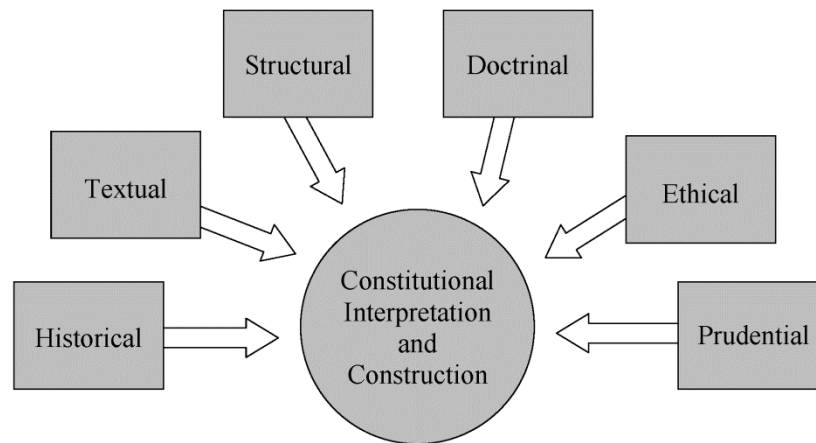 Structural
Doctrinal
Textual
Ethical
Historical
Constitutional
Interpretation
and
Construction
Prudential